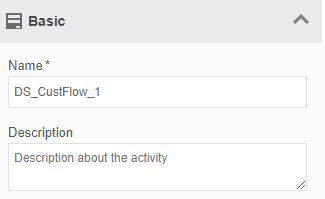 Basic
Name *
DS_CustFlow_1
Description
Description about the activity